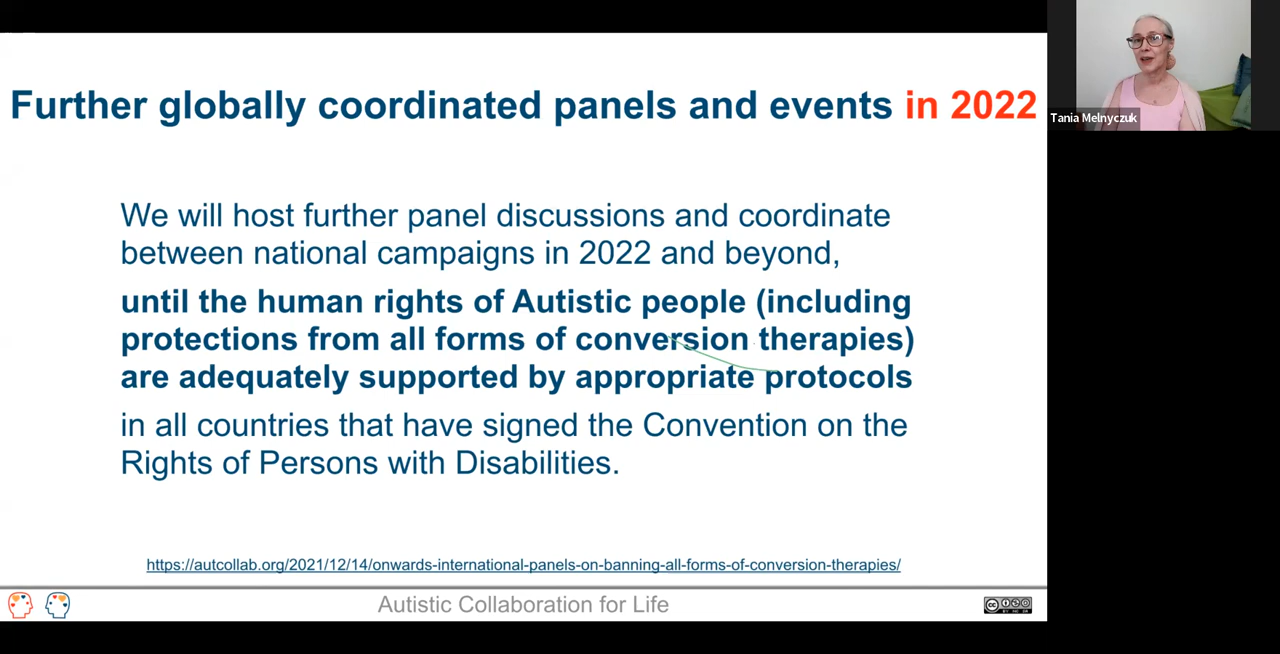 Further globally coordinated panels and events in 2022
Tania Melnyczuk
We will host further panel discussions and coordinate
between national campaigns in 2022 and beyond,
until the human rights of Autistic people (including
protections from all forms of conversion therapies)
are adequately supported by appropriate protocols
in all countries that have signed the Convention on the
Rights of Persons with Disabilities.
https://autcollab.org/2021/12/14/onwards-international-panels-on-banning-all-forms-of-conversion-therapies/
Autistic Collaboration for Life